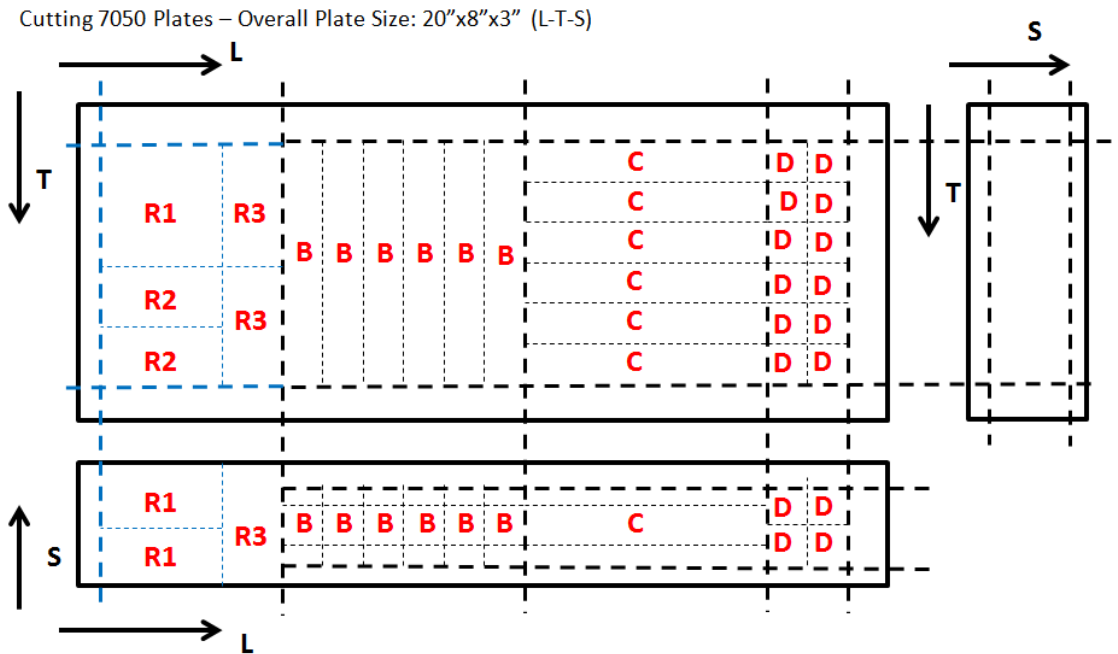 Cutting 7050 Plates – Overall Plate Size: 20”x8”x3” (L-T-S)
L
S
T
T
R1 R3
R2 R3
R2
B B B B B B
C
C
C
C
C
C
D D
D D
D D
D D
D D
D D
S
R1
R1
R3
B B B B B B
C
D D
D D
L